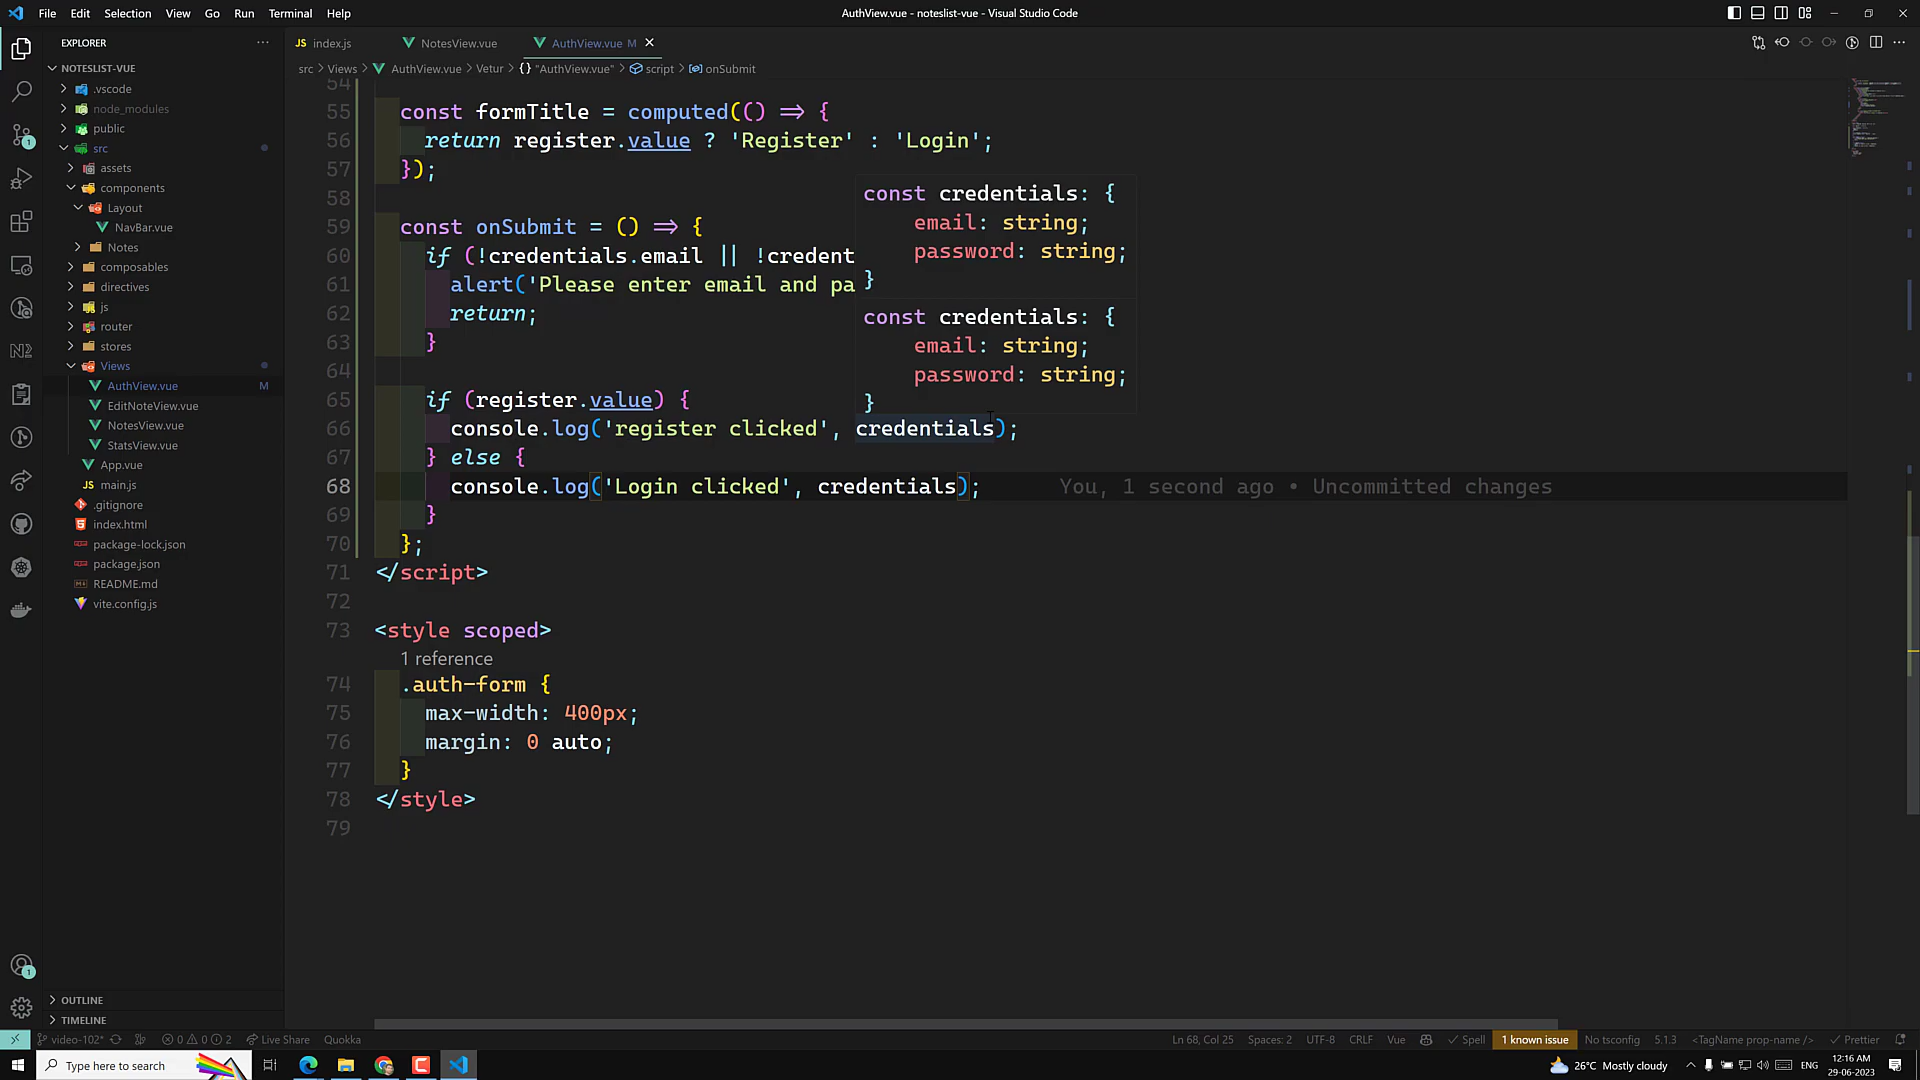 File Edit Selection View Go Run Terminal Help
AuthView.vue - noteslist-vue - Visual Studio Code
EXPLORER
JS index.js
NotesView.vue
AuthView.vue M
NOTESLIST-VUE
src > Views > AuthView.vue > Vetur > {} "AuthView.vue" > script > onSubmit
.vscode
node_modules
public
src
assets
components
Layout
NavBar.vue
Notes
composables
directives
JS js
router
stores
Views
AuthView.vue M
EditNoteView.vue
NotesView.vue
StatsView.vue
App.vue
JS main.js
.gitignore
index.html
package-lock.json
package.json
README.md
vite.config.js
OUTLINE
TIMELINE
54
55 const formTitle = computed(() => {
56 return register.value ? 'Register' : 'Login';
57 });
58
59 const onSubmit = () => {
60 if (!credentials.email || !credent
61 alert('Please enter email and pa
62 return;
63 }
64
65 if (register.value) {
66 console.log('register clicked', credentials);
67 } else {
68 console.log('Login clicked', credentials); You, 1 second ago • Uncommitted changes
69 }
70 };
71 </script>
72
73 <style scoped>
1 reference
74 .auth-form {
75 max-width: 400px;
76 margin: 0 auto;
77 }
78 </style>
79
const credentials: {
email: string;
password: string;
}
const credentials: {
email: string;
password: string;
}
video-102* 0 0 2 Live Share Quokka
Ln 68, Col 25 Spaces: 2 UTF-8 CRLF Vue Spell 1 known issue No tsconfig 5.1.3 <TagName prop-name /> Prettier
Type here to search
26°C Mostly cloudy
ENG
12:16 AM
29-06-2023